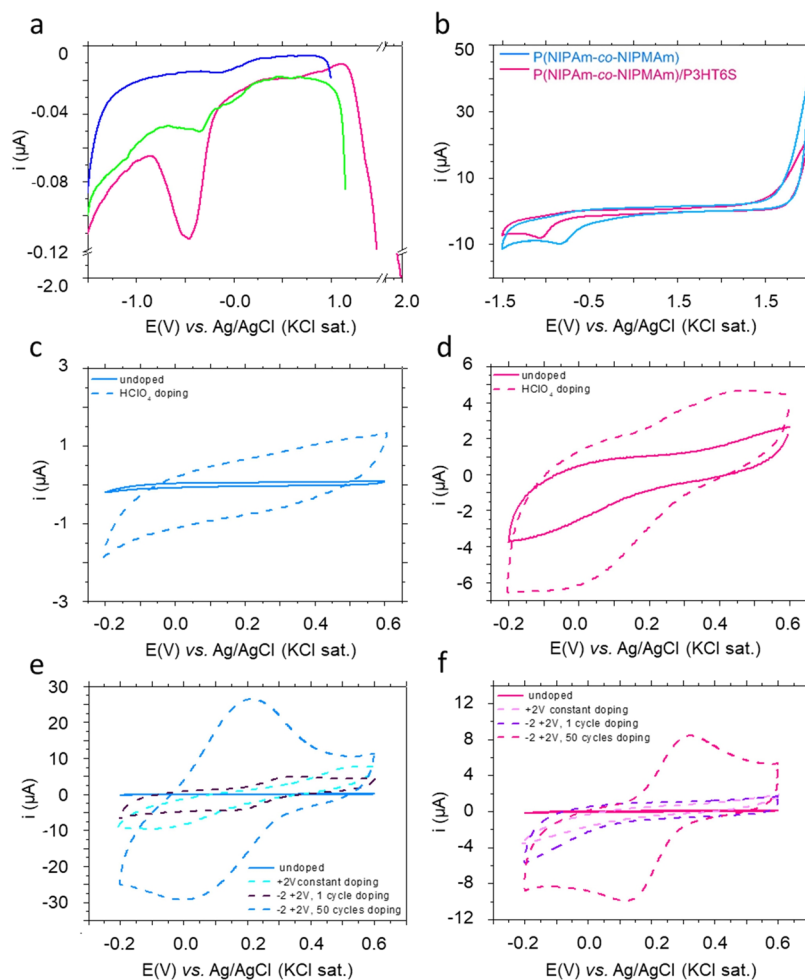 a
0
-0.04
-0.08
-0.12
-2.0
i (µA)
-1.0
-0.0
1.0
2.0
E(V) vs. Ag/AgCl (KCl sat.)
b
P(NIPAm-co-NIPMAm)
P(NIPAm-co-NIPMAm)/P3HT6S
50
30
10
-10
i (µA)
-1.5
-0.5
1.5
1.5
E(V) vs. Ag/AgCl (KCl sat.)
c
undoped
HClO4 doping
3
1
-1
-3
i (µA)
-0.2
0.0
0.2
0.4
0.6
E(V) vs. Ag/AgCl (KCl sat.)
d
undoped
HClO4 doping
6
4
2
0
-2
-4
-6
i (µA)
-0.2
0.0
0.2
0.4
0.6
E(V) vs. Ag/AgCl (KCl sat.)
e
30
20
10
0
-10
-20
-30
i (µA)
undoped
+2V constant doping
-2 +2V, 1 cycle doping
-2 +2V, 50 cycles doping
-0.2
0.0
0.2
0.4
0.6
E(V) vs. Ag/AgCl (KCl sat.)
f
undoped
+2V constant doping
-2 +2V, 1 cycle doping
-2 +2V, 50 cycles doping
12
8
4
0
-4
-8
-12
i (µA)
-0.2
0.0
0.2
0.4
0.6
E(V) vs. Ag/AgCl (KCl sat.)